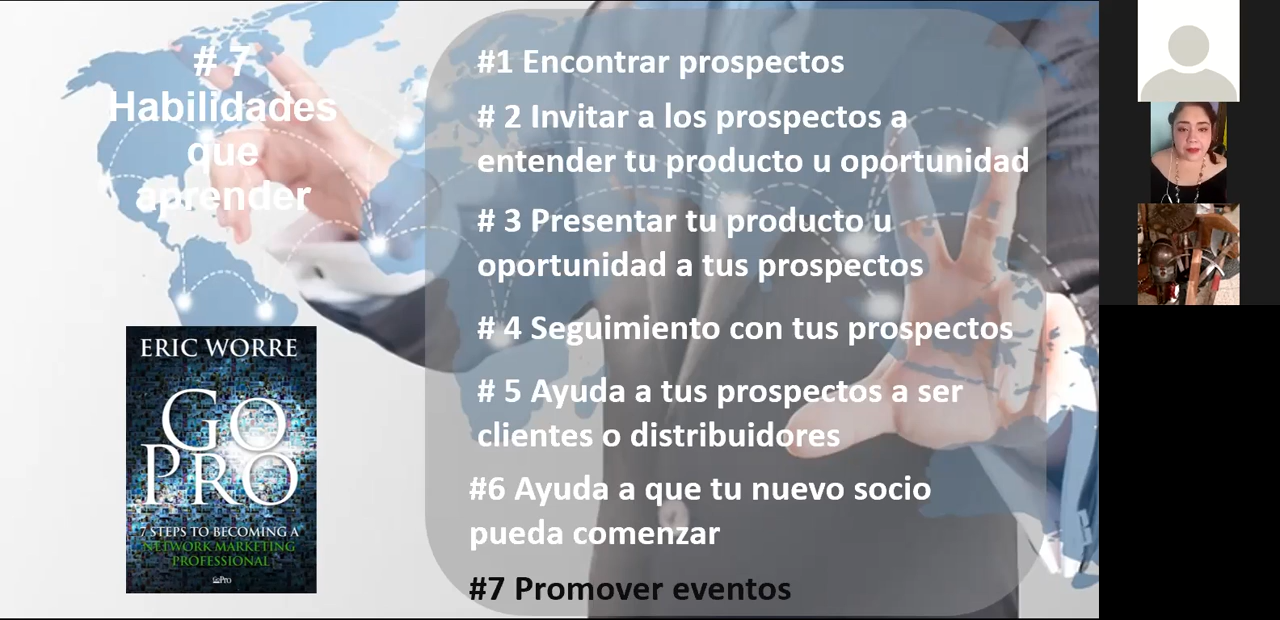 # 7
Habilidades
que
aprender
#1 Encontrar prospectos
# 2 Invitar a los prospectos a
entender tu producto u oportunidad
# 3 Presentar tu producto u
oportunidad a tus prospectos
# 4 Seguimiento con tus prospectos
# 5 Ayuda a tus prospectos a ser
clientes o distribuidores
#6 Ayuda a que tu nuevo socio
pueda comenzar
#7 Promover eventos
ERIC WORRE
GO
PRO
7 STEPS TO BECOMING A
NETWORK MARKETING
PROFESSIONAL
GoPro